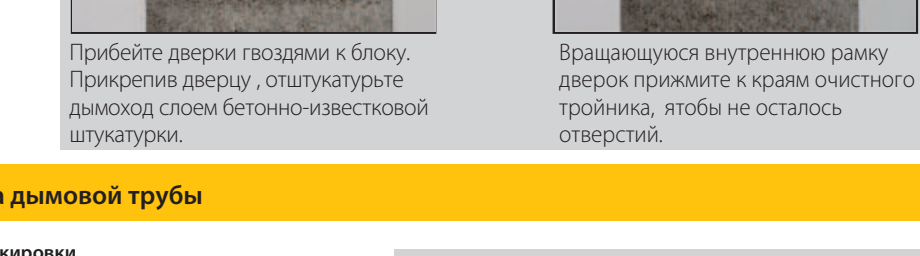 Прибейте дверки гвоздями к блоку.
Прикрепив дверцу , отштукатурьте
дымоход слоем бетонно-известковой
штукатурки.
Вращающуюся внутреннюю рамку
дверок прижмите к краям очистного
тройника, ятобы не осталось
отверстий.
дымовой трубы